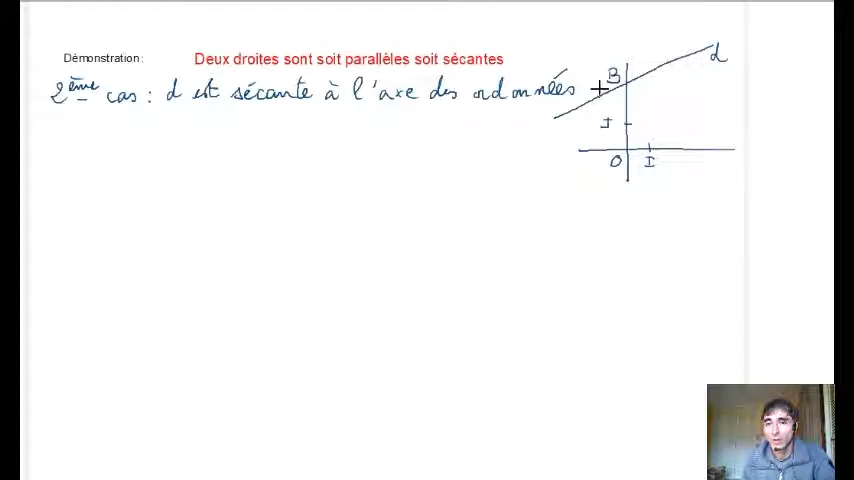 Démonstration : Deux droites sont soit parallèles soit sécantes
2ème cas : d est sécante à l'axe des ordonnées
d
B
J
O I